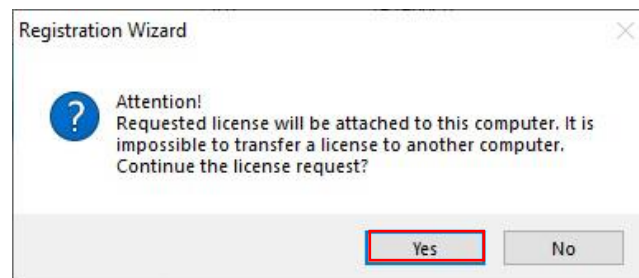 Registration Wizard
Attention!
Requested license will be attached to this computer. It is
impossible to transfer a license to another computer.
Continue the license request?
Yes
No